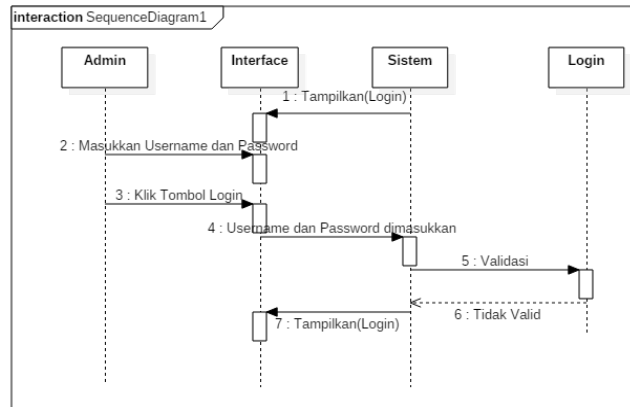 interaction SequenceDiagram1
Admin
Interface
Sistem
Login
1 : Tampilkan(Login)
2 : Masukkan Username dan Password
3 : Klik Tombol Login
4 : Username dan Password dimasukkan
5 : Validasi
6 : Tidak Valid
7 : Tampilkan(Login)